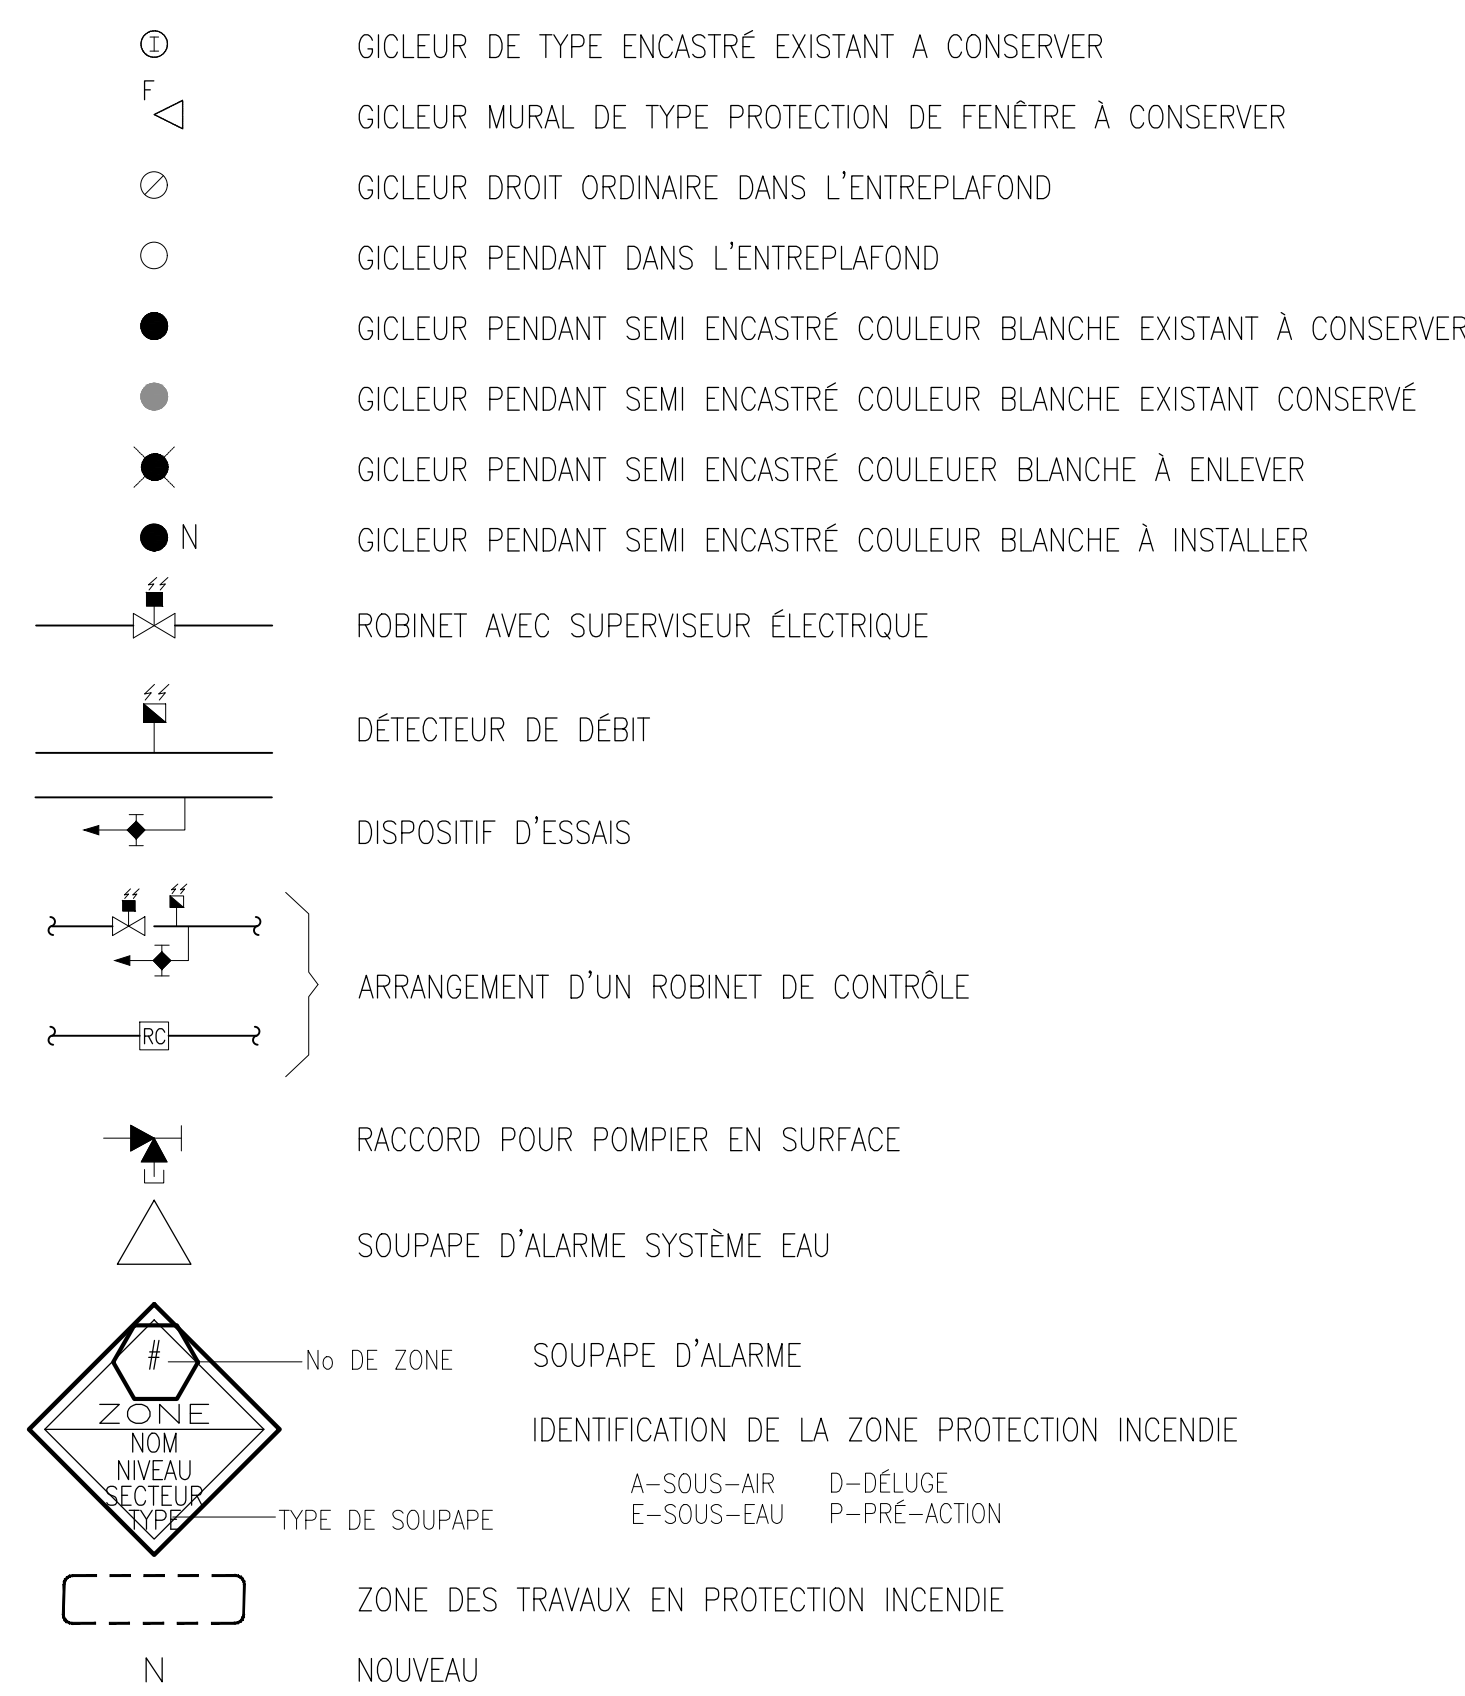 I GICLEUR DE TYPE ENCASTRÉ EXISTANT A CONSERVER
F
GICLEUR MURAL DE TYPE PROTECTION DE FENÊTRE À CONSERVER
GICLEUR DROIT ORDINAIRE DANS L'ENTREPLAFOND
GICLEUR PENDANT DANS L'ENTREPLAFOND
GICLEUR PENDANT SEMI ENCASTRÉ COULEUR BLANCHE EXISTANT À CONSERVER
GICLEUR PENDANT SEMI ENCASTRÉ COULEUR BLANCHE EXISTANT CONSERVÉ
GICLEUR PENDANT SEMI ENCASTRÉ COULEUER BLANCHE À ENLEVER
N GICLEUR PENDANT SEMI ENCASTRÉ COULEUR BLANCHE À INSTALLER
ROBINET AVEC SUPERVISEUR ÉLECTRIQUE
DÉTECTEUR DE DÉBIT
DISPOSITIF D'ESSAIS
ARRANGEMENT D'UN ROBINET DE CONTRÔLE
RC
RACCORD POUR POMPIER EN SURFACE
SOUPAPE D'ALARME SYSTÈME EAU
# No DE ZONE SOUPAPE D'ALARME
ZONE
IDENTIFICATION DE LA ZONE PROTECTION INCENDIE
NOM
NIVEAU
A-SOUS-AIR D-DÉLUGE
SECTEUR
E-SOUS-EAU P-PRÉ-ACTION
TYPE TYPE DE SOUPAPE
ZONE DES TRAVAUX EN PROTECTION INCENDIE
N NOUVEAU